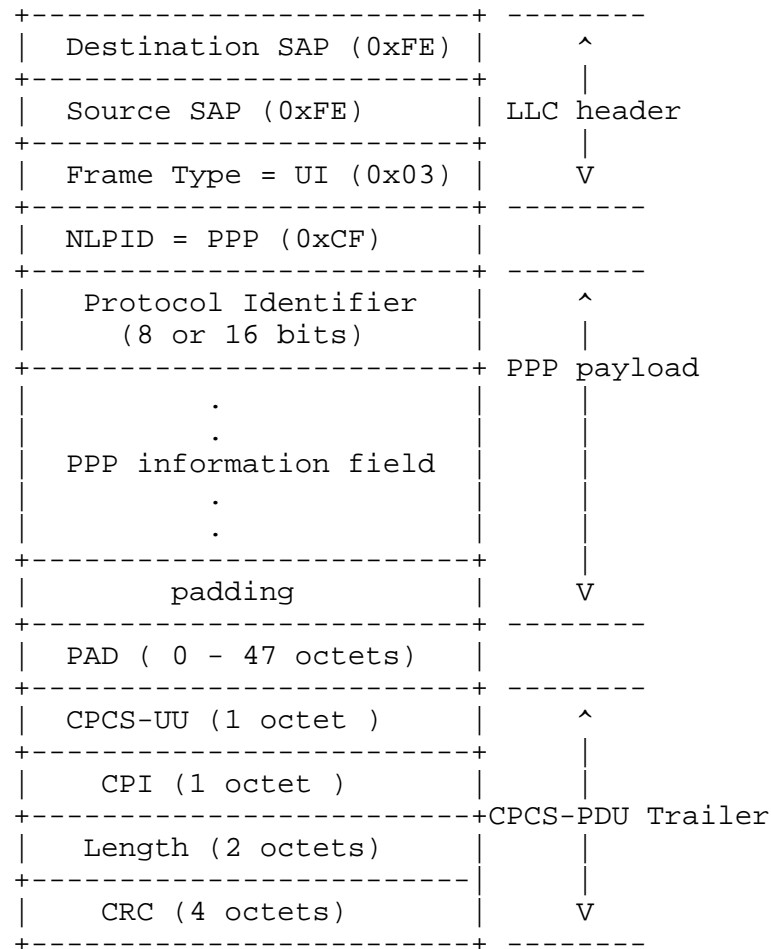 +-------------------------+ --------
|  Destination SAP (0xFE) |     ^
+-------------------------+     |
|  Source SAP (0xFE)      | LLC header
+-------------------------+     |
|  Frame Type = UI (0x03) |     V
+-------------------------+ --------
|  NLPID = PPP (0xCF)     |
+-------------------------+ --------
|   Protocol Identifier   |     ^
|     (8 or 16 bits)      |     |
+-------------------------+ PPP payload
|          .              |     |
|          .              |     |
|  PPP information field  |     |
|          .              |     |
|          .              |     |
+-------------------------+     |
|        padding          |     V
+-------------------------+ --------
|  PAD ( 0 - 47 octets)   |
+-------------------------+ --------
|  CPCS-UU (1 octet )     |     ^
+-------------------------+     |
|    CPI (1 octet )       |     |
+-------------------------+CPCS-PDU Trailer
|   Length (2 octets)     |     |
+-------------------------|     |
|    CRC (4 octets)       |     V
+-------------------------+ --------